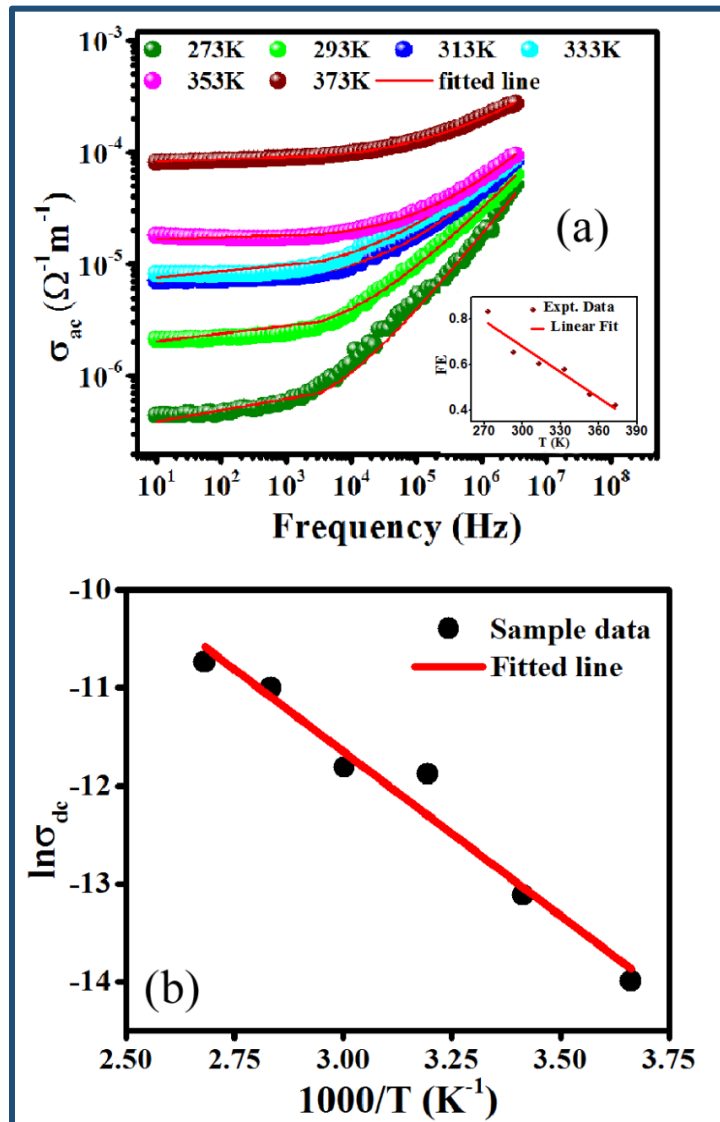 273K 293K 313K 333K
353K 373K fitted line
10⁻³
10⁻⁴
10⁻⁵
10⁻⁶
σac (Ω⁻¹m⁻¹)
(a)
Expt. Data
Linear Fit
0.8
0.6
0.4
FE
270 300 330 360 390
T (K)
10¹ 10² 10³ 10⁴ 10⁵ 10⁶ 10⁷ 10⁸
Frequency (Hz)
Sample data
Fitted line
-10
-11
-12
-13
-14
lnσdc
(b)
2.50 2.75 3.00 3.25 3.50 3.75
1000/T (K⁻¹)